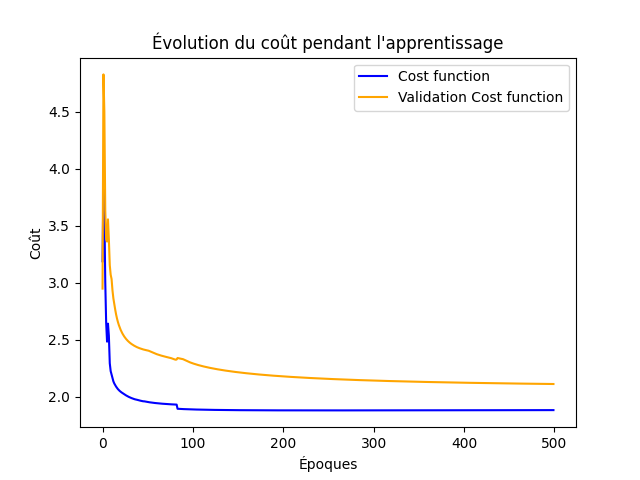 Évolution du coût pendant l'apprentissage
Cost function
Validation Cost function
4.5
4.0
3.5
3.0
2.5
2.0
Coût
0
100
200
300
400
500
Époques